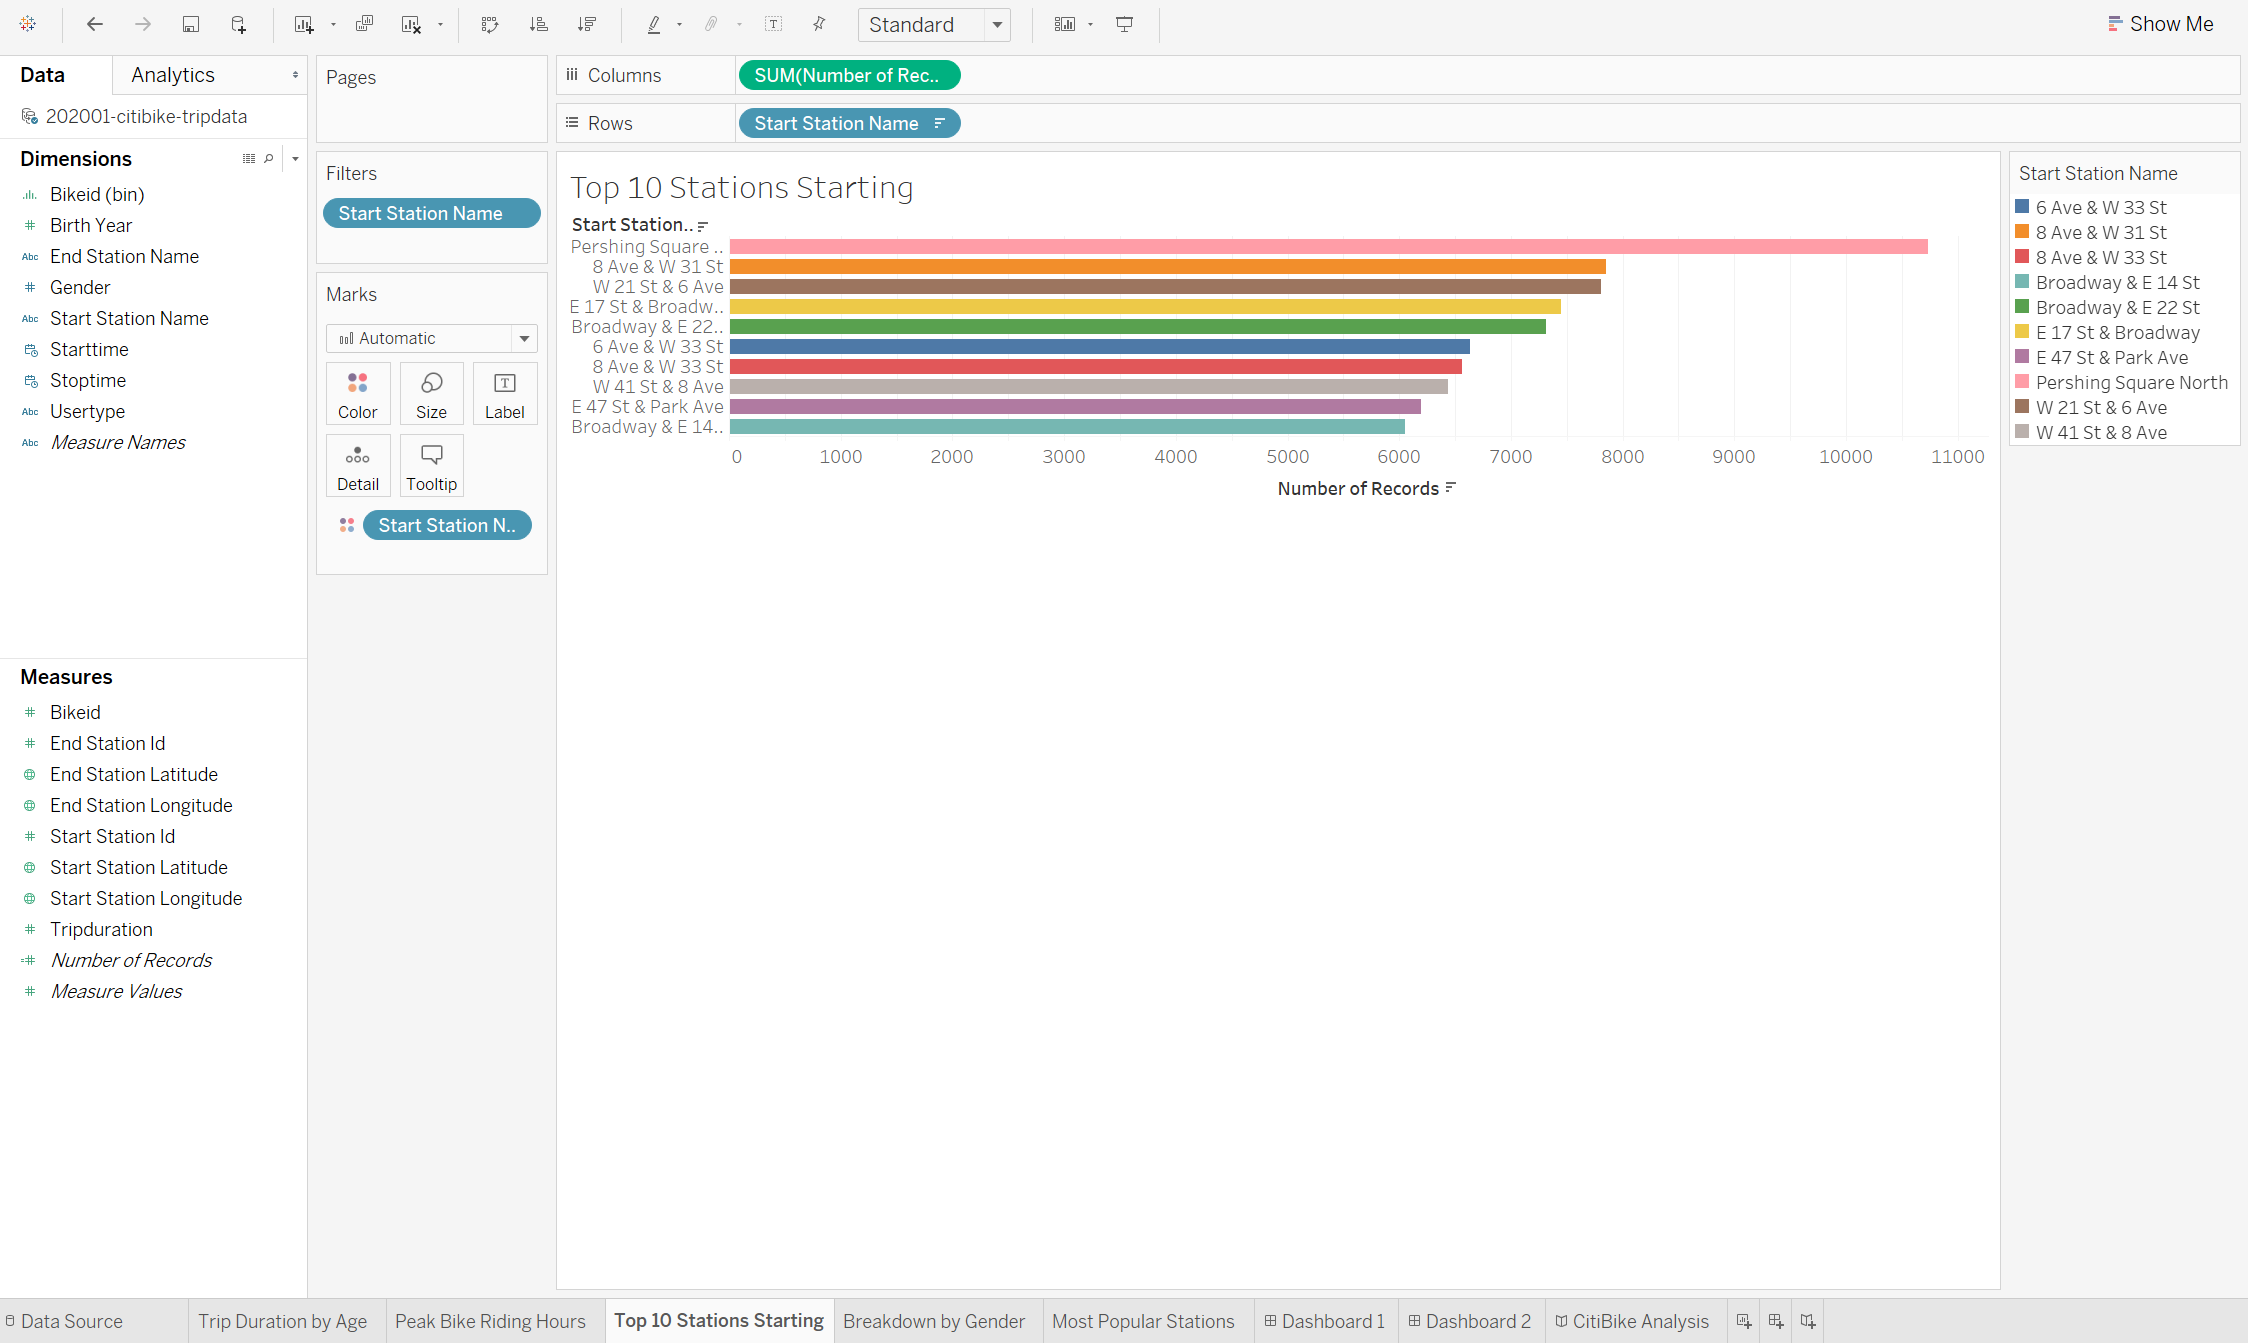 Standard
Show Me
Data
Analytics
202001-citibike-tripdata
Dimensions
Bikeid (bin)
Birth Year
Abc End Station Name
Gender
Abc Start Station Name
Starttime
Stoptime
Abc Usertype
Abc Measure Names
Measures
Bikeid
End Station Id
End Station Latitude
End Station Longitude
Start Station Id
Start Station Latitude
Start Station Longitude
Tripduration
Number of Records
Measure Values
Pages
Filters
Start Station Name
Marks
Automatic
Color
Size
Label
Detail
Tooltip
Start Station N..
Columns
SUM(Number of Rec..
Rows
Start Station Name
Top 10 Stations Starting
Start Station..
Pershing Square ..
8 Ave & W 31 St
W 21 St & 6 Ave
E 17 St & Broadw..
Broadway & E 22..
6 Ave & W 33 St
8 Ave & W 33 St
W 41 St & 8 Ave
E 47 St & Park Ave
Broadway & E 14..
0 1000 2000 3000 4000 5000 6000 7000 8000 9000 10000 11000
Number of Records
Start Station Name
6 Ave & W 33 St
8 Ave & W 31 St
8 Ave & W 33 St
Broadway & E 14 St
Broadway & E 22 St
E 17 St & Broadway
E 47 St & Park Ave
Pershing Square North
W 21 St & 6 Ave
W 41 St & 8 Ave
Data Source
Trip Duration by Age
Peak Bike Riding Hours
Top 10 Stations Starting
Breakdown by Gender
Most Popular Stations
Dashboard 1
Dashboard 2
CitiBike Analysis